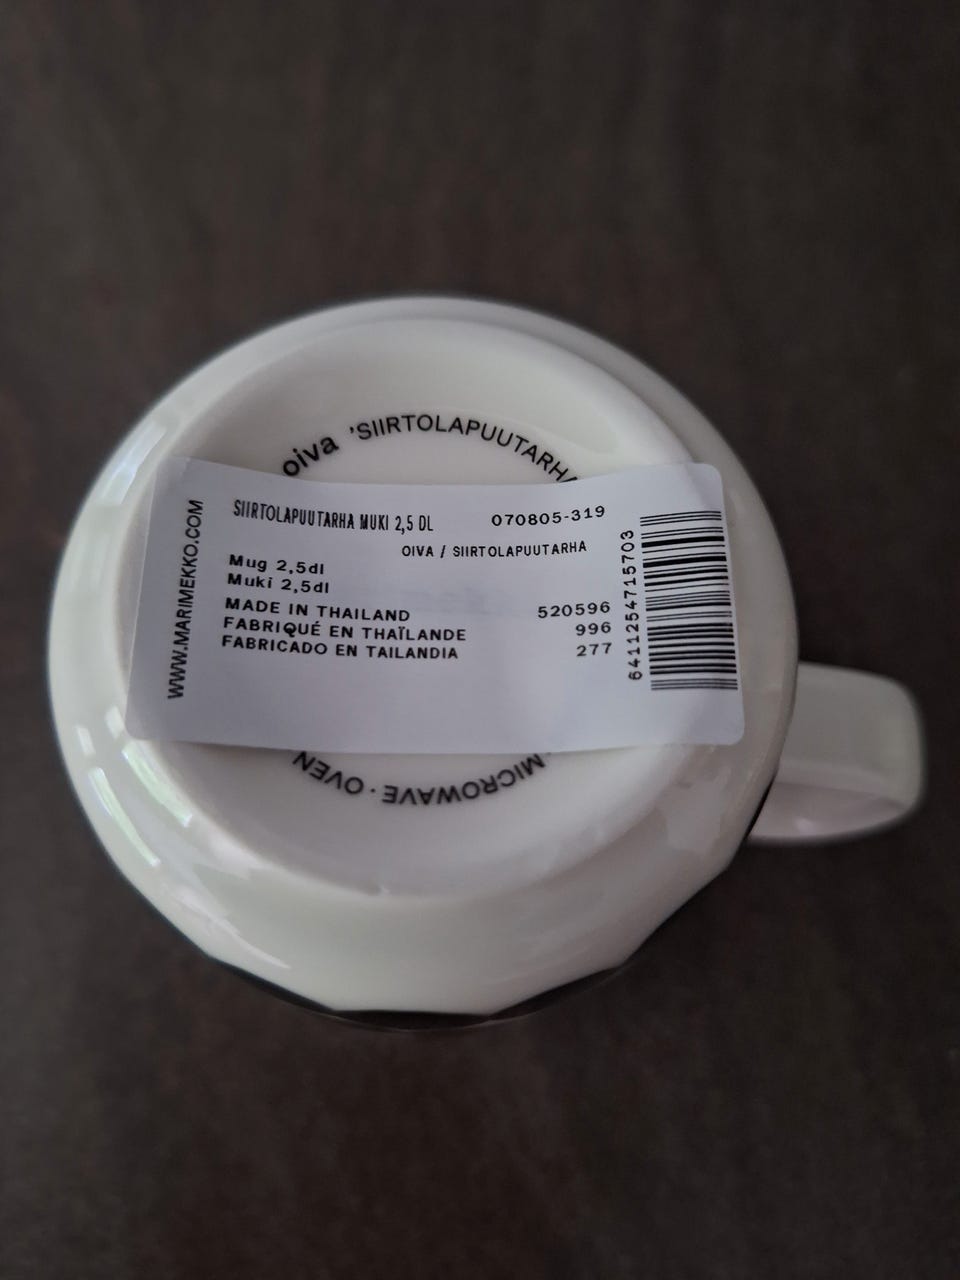 oiva 'SIIRTOLAPUUTARHA
SIIRTOLAPUUTARHA MUKI 2,5 DL 070805-319
OIVA / SIIRTOLAPUUTARHA
Mug 2,5dl
Muki 2,5dl
MADE IN THAILAND 520596
FABRIQUÉ EN THAÏLANDE 996
FABRICADO EN TAILANDIA 277
WWW.MARIMEKKO.COM
6411254715703
MICROWAVE · OVEN